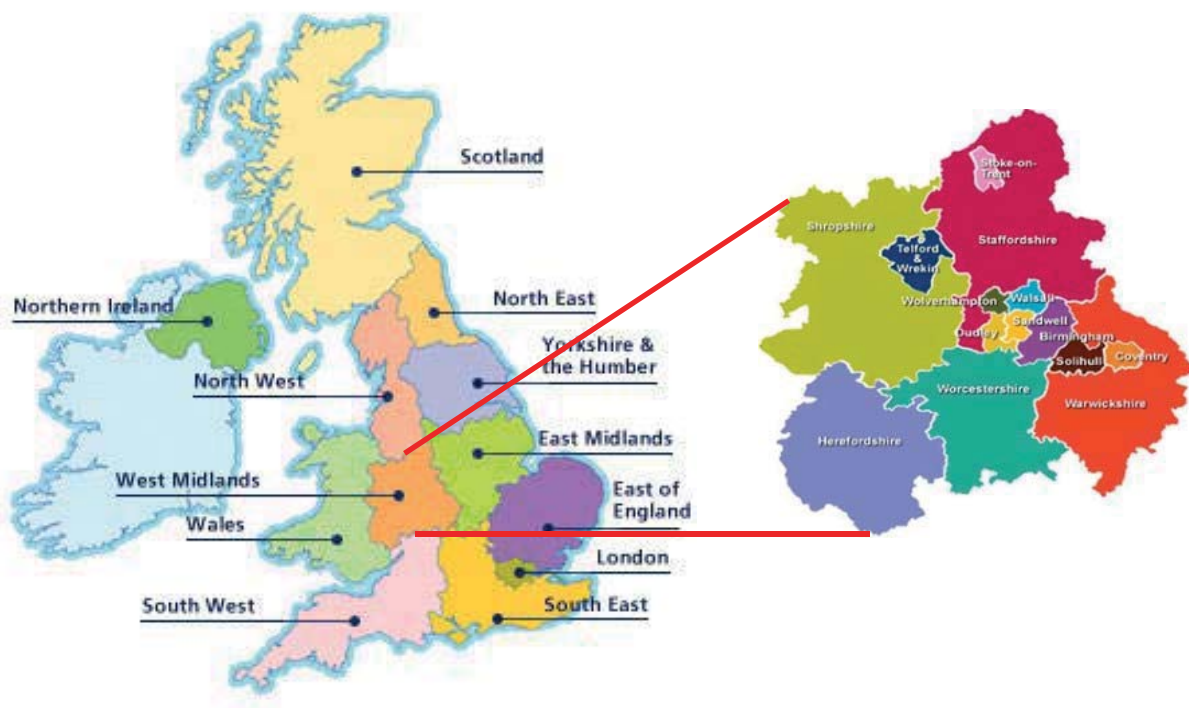 Scotland
Northern Ireland
North East
Yorkshire &
the Humber
North West
East Midlands
West Midlands
East of
England
Wales
London
South West
South East
Stoke-on-
Trent
Shropshire
Staffordshire
Telford
&
Wrekin
Wolverhampton
Walsall
Sandwell
Dudley
Birmingham
Solihull
Coventry
Worcestershire
Warwickshire
Herefordshire